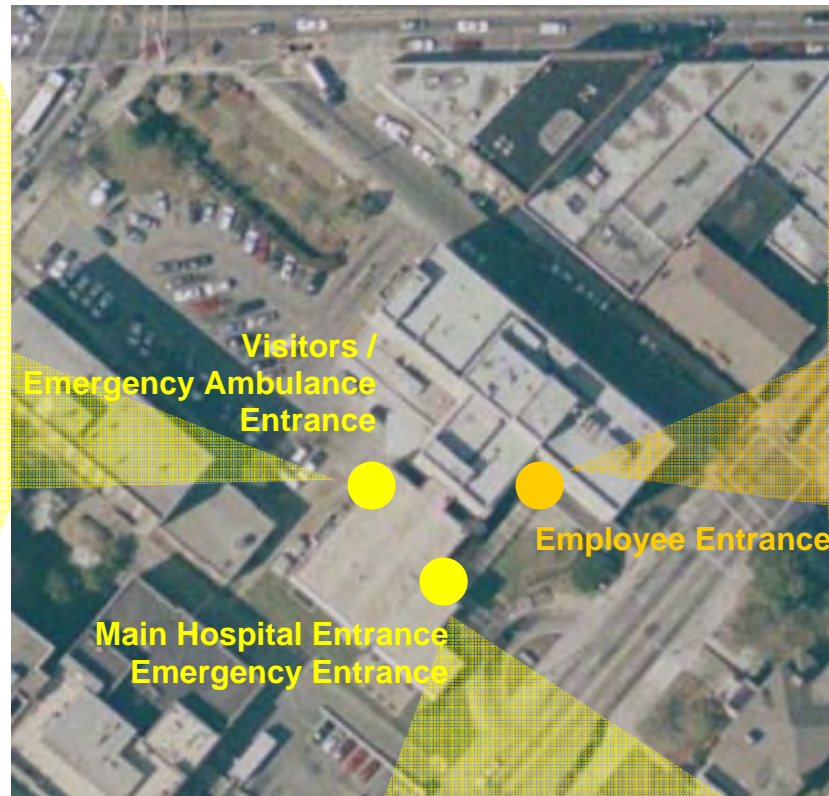 Visitors /
Emergency Ambulance
Entrance
Employee Entrance
Main Hospital Entrance
Emergency Entrance